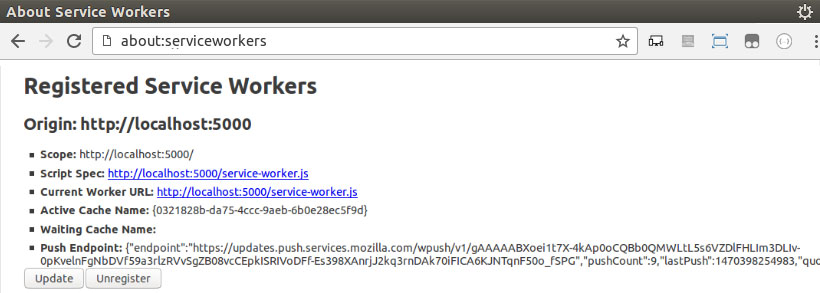 About Service Workers
about:serviceworkers
Registered Service Workers
Origin: http://localhost:5000
Scope: http://localhost:5000/
Script Spec: http://localhost:5000/service-worker.js
Current Worker URL: http://localhost:5000/service-worker.js
Active Cache Name: {0321828b-da75-4ccc-9aeb-6b0e28ec5f9d}
Waiting Cache Name:
Push Endpoint: {"endpoint":"https://updates.push.services.mozilla.com/wpush/v1/gAAAAABXoei1t7X-4kAp0oCQBb0QMWLtL5s6VZDlFHLIm3DLIv-
0pKvelnFgNbDVf59a3rlzRVvSgZB08vcCEpkISRIVoDFf-Es398XAnrjJ2kq3rnDAk70iFICA6KJNTqnF50o_fSPG","pushCount":9,"lastPush":1470398254983,"quo
Update Unregister